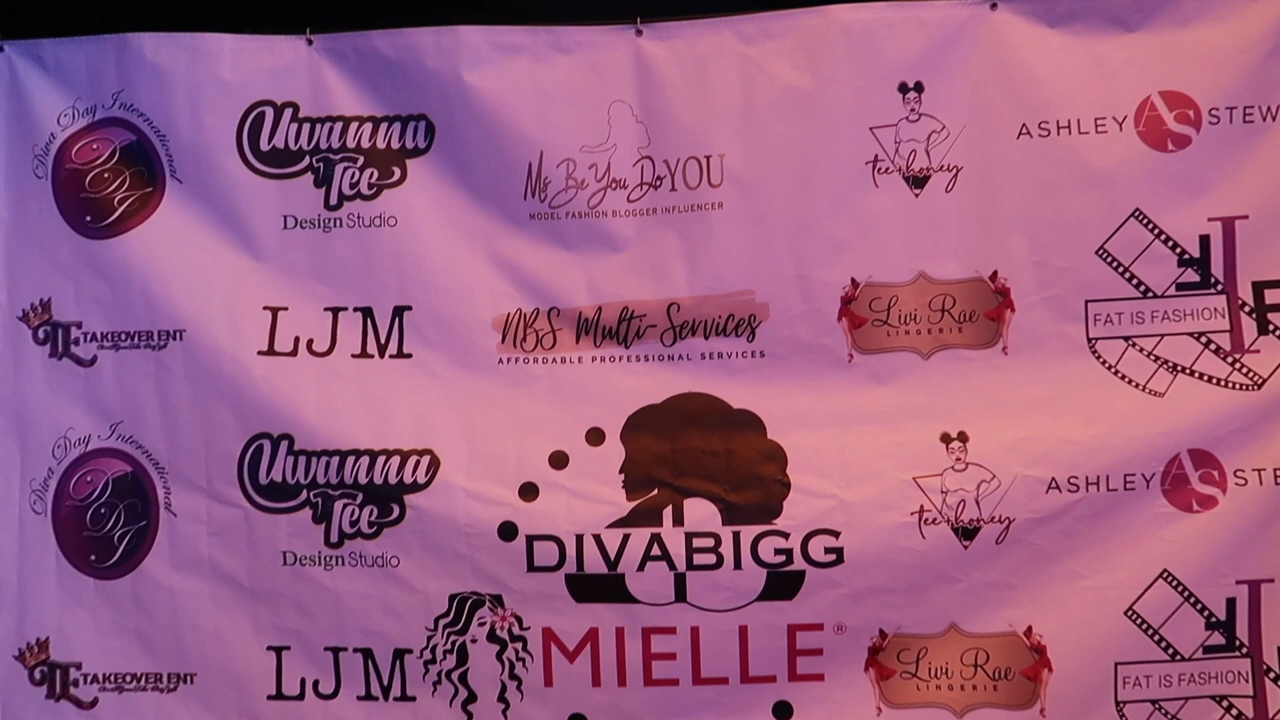 Diva Day International
DDI
Uwanna
Tee
Design Studio
Ms Be You Do YOU
MODEL FASHION BLOGGER INFLUENCER
tee+honey
ASHLEY AS STEW
TE TAKEOVER ENT
LJM
NBS Multi-Services
AFFORDABLE PROFESSIONAL SERVICES
Livi Rae
LINGERIE
FAT IS FASHION
Diva Day International
DDI
Uwanna
Tee
Design Studio
DIVABIGG
tee+honey
ASHLEY AS STE
TE TAKEOVER ENT
LJM
MIELLE®
Livi Rae
LINGERIE
FAT IS FASHION